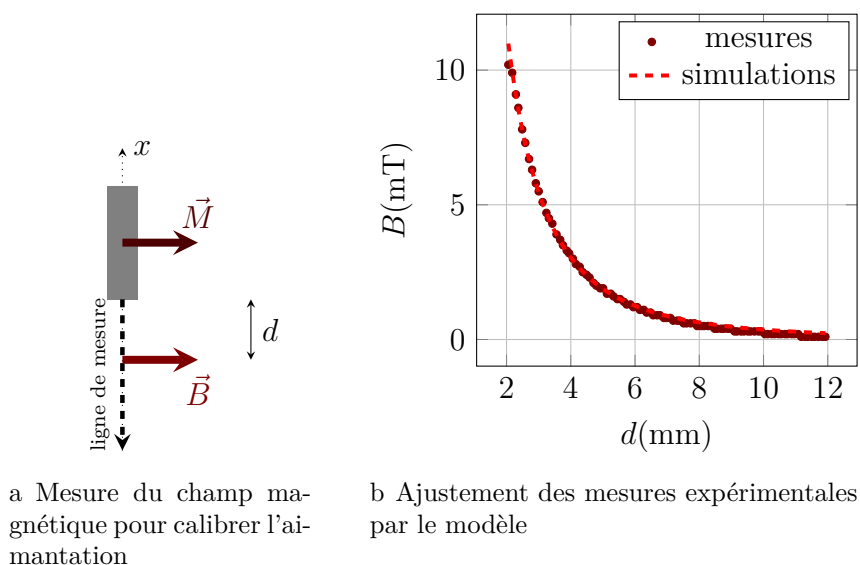 x
M⃗
ligne de mesure
d
B⃗
mesures
simulations
B(mT)
10
5
0
2
4
6
8
10
12
d(mm)
a Mesure du champ ma-
gnétique pour calibrer l'ai-
mantation
b Ajustement des mesures expérimentales
par le modèle